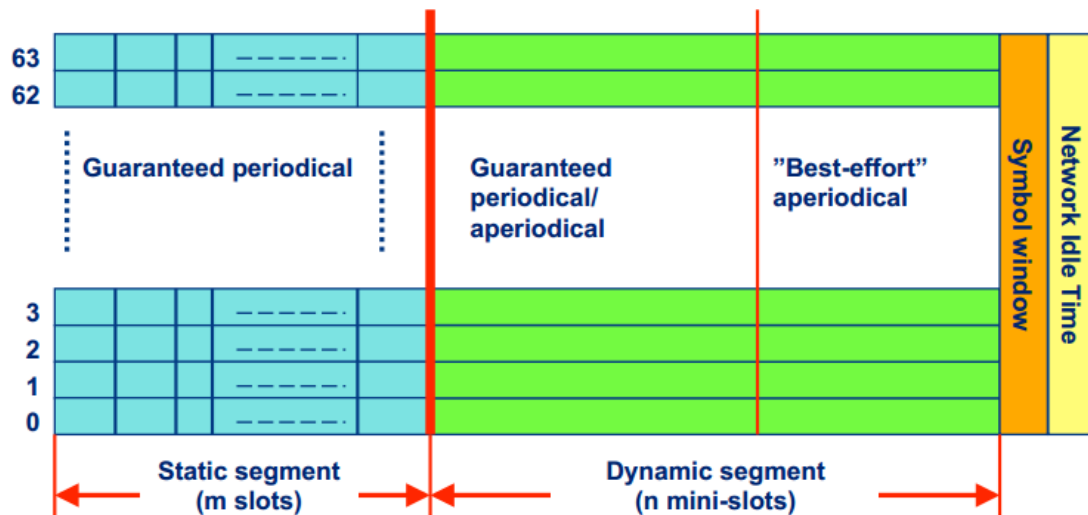 63
62
Guaranteed periodical
Guaranteed
periodical/
aperiodical
”Best-effort”
aperiodical
3
2
1
0
Symbol window
Network Idle Time
Static segment
(m slots)
Dynamic segment
(n mini-slots)